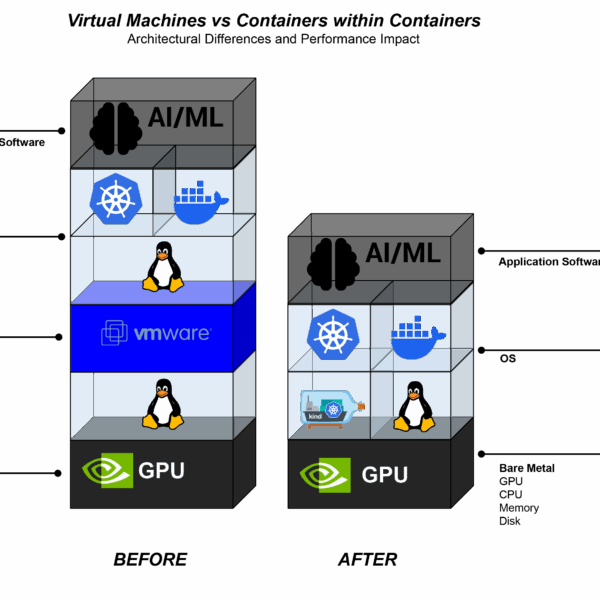 Virtual Machines vs Containers within Containers
Architectural Differences and Performance Impact
AI/ML
Software
vmware®
GPU
BEFORE
AI/ML
kind
GPU
AFTER
Application Softwar
OS
Bare Metal
GPU
CPU
Memory
Disk